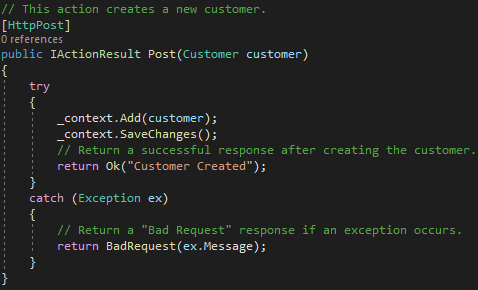 // This action creates a new customer.
[HttpPost]
0 references
public IActionResult Post(Customer customer)
{
    try
    {
        _context.Add(customer);
        _context.SaveChanges();
        // Return a successful response after creating the customer.
        return Ok("Customer Created");
    }
    catch (Exception ex)
    {
        // Return a "Bad Request" response if an exception occurs.
        return BadRequest(ex.Message);
    }
}